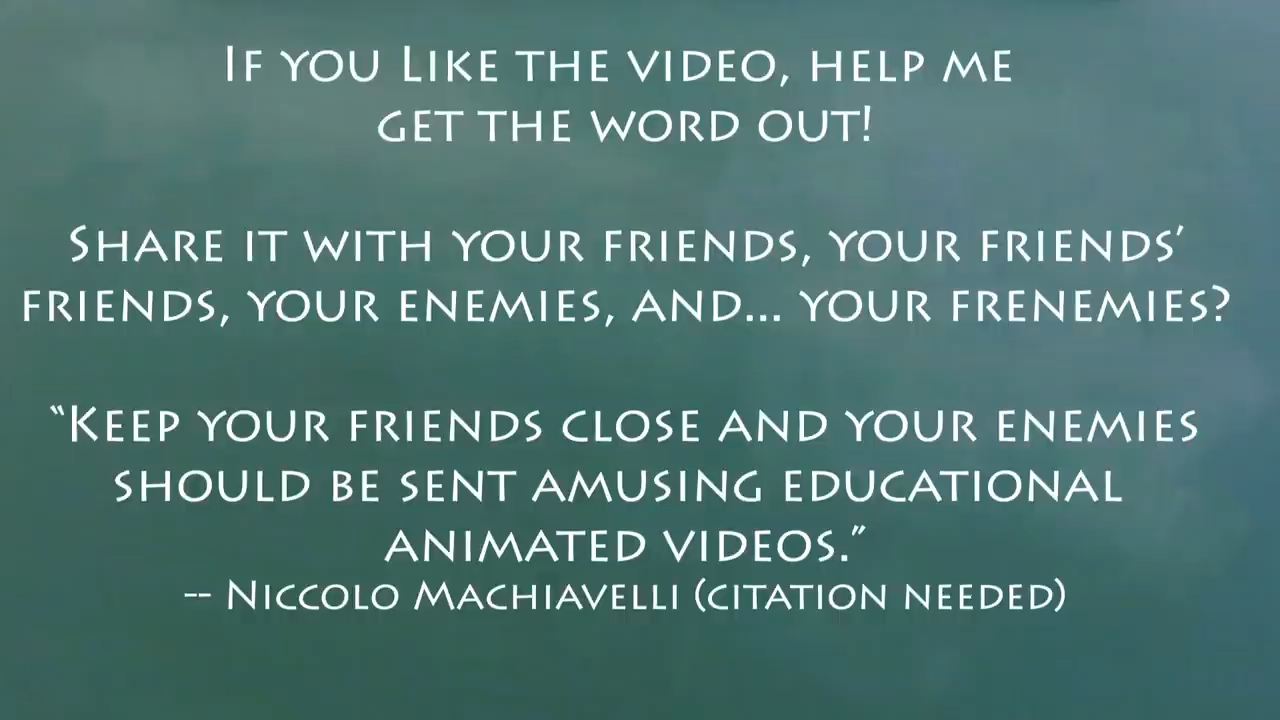 If you Like the video, help me
get the word out!
Share it with your friends, your friends’
friends, your enemies, and... your frenemies?
“Keep your friends close and your enemies
should be sent amusing educational
animated videos.”
-- Niccolo Machiavelli (citation needed)